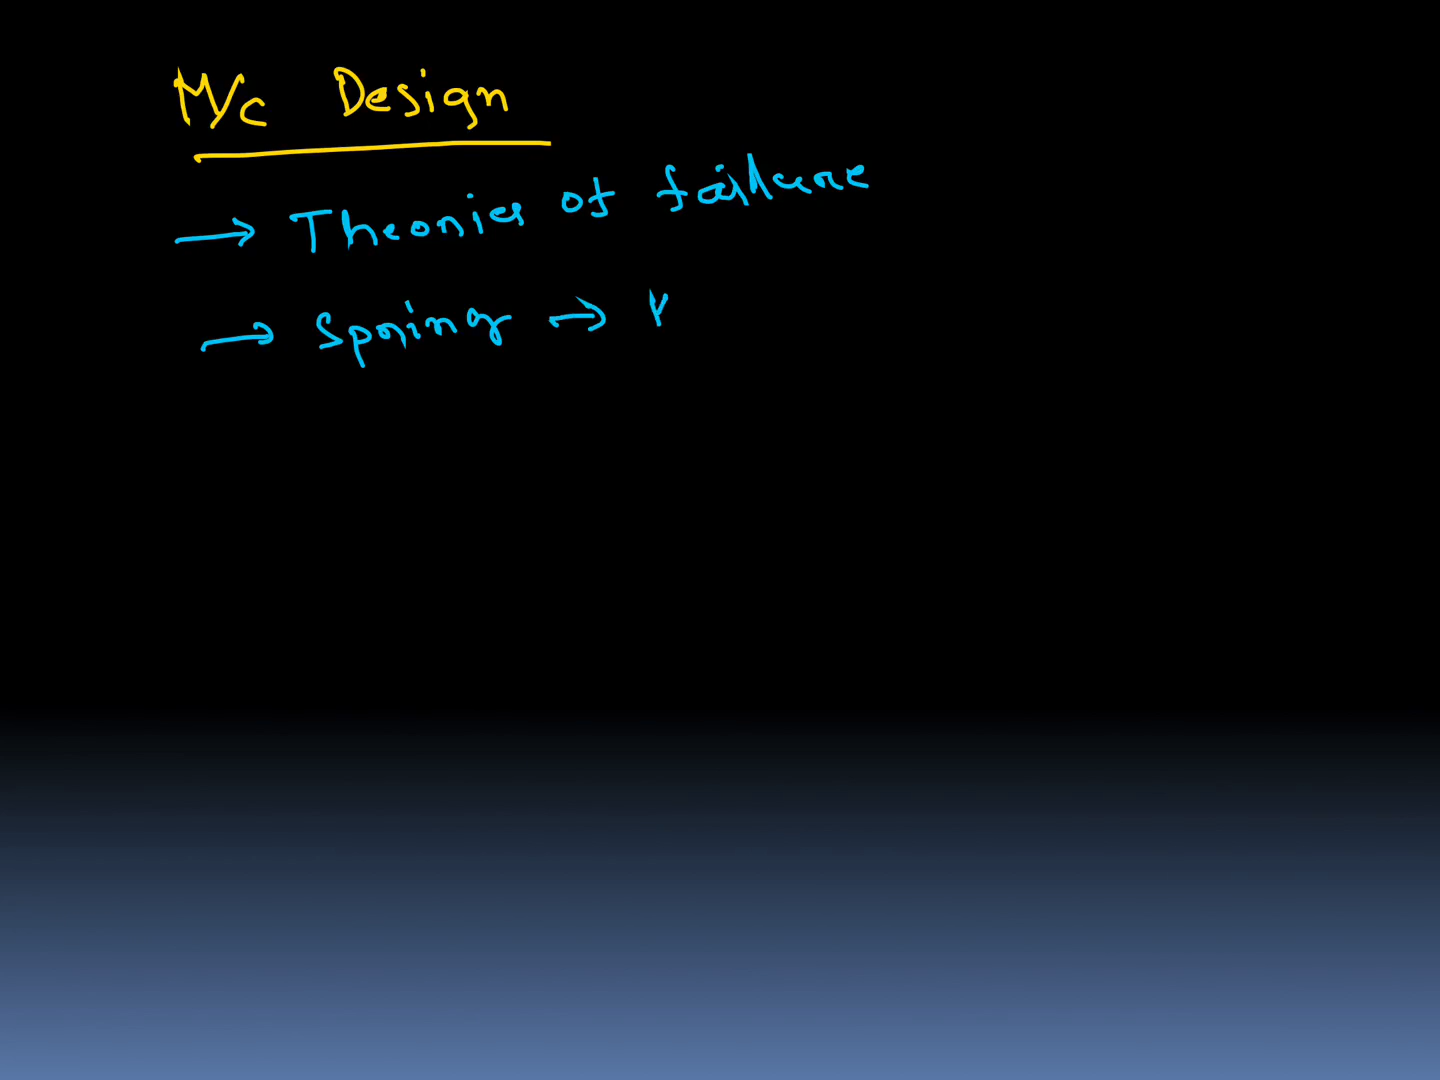 M/c Design
→ Theories of failure
→ Spring →